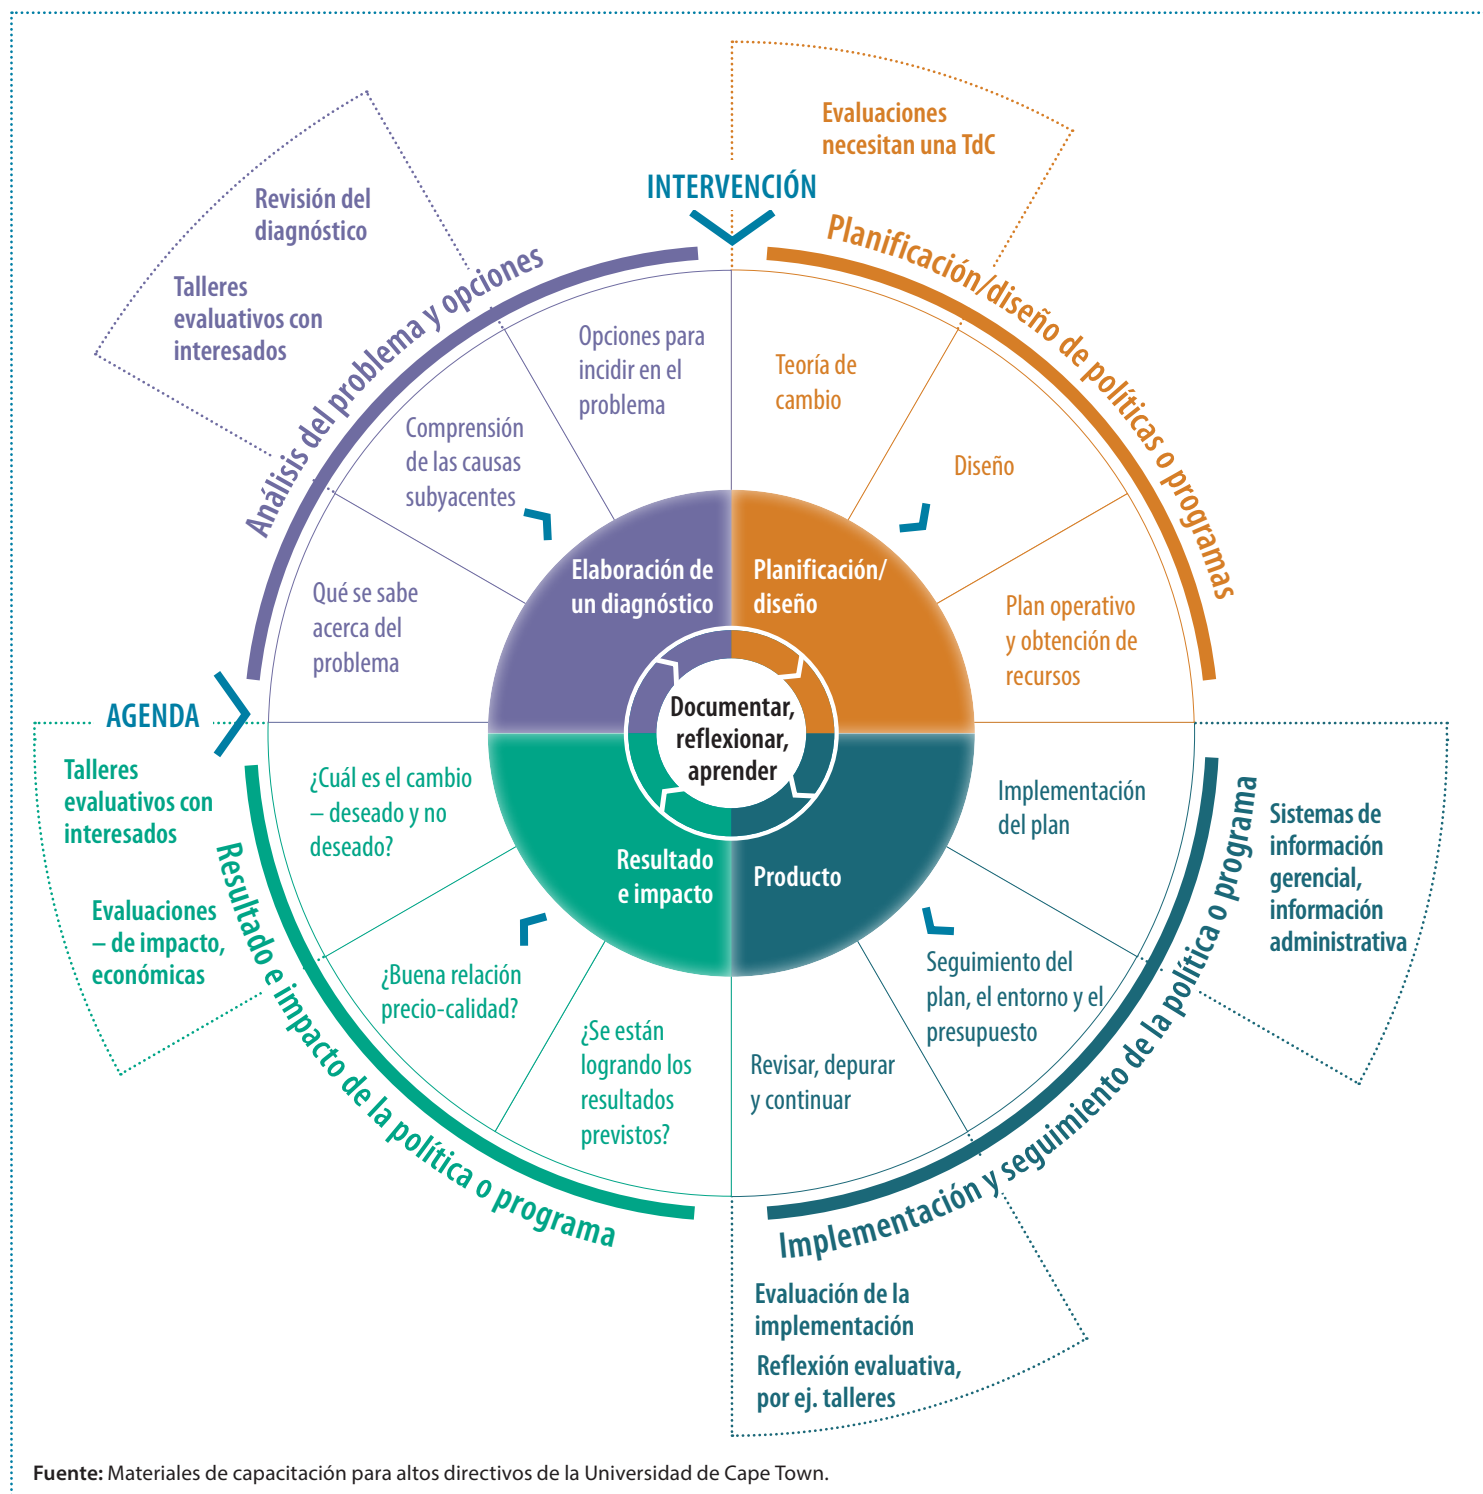 Evaluaciones
necesitan una TdC
INTERVENCIÓN
Revisión del
diagnóstico
Talleres
evaluativos con
interesados
Análisis del problema y opciones
Planificación/diseño de políticas o programas
Opciones para
incidir en el
problema
Teoría de
cambio
Comprensión
de las causas
subyacentes
Diseño
Qué se sabe
acerca del
problema
Plan operativo
y obtención de
recursos
Elaboración de
un diagnóstico
Planificación/
diseño
Documentar,
reflexionar,
aprender
AGENDA
Talleres
evaluativos con
interesados
Evaluaciones
– de impacto,
económicas
¿Cuál es el cambio
– deseado y no
deseado?
Resultado
e impacto
Producto
Implementación
del plan
Sistemas de
información
gerencial,
información
administrativa
¿Buena relación
precio-calidad?
¿Se están
logrando los
resultados
previstos?
Revisar, depurar
y continuar
Seguimiento del
plan, el entorno y el
presupuesto
Resultado e impacto de la política o programa
Implementación y seguimiento de la política o programa
Evaluación de la
implementación
Reflexión evaluativa,
por ej. talleres
Fuente: Materiales de capacitación para altos directivos de la Universidad de Cape Town.